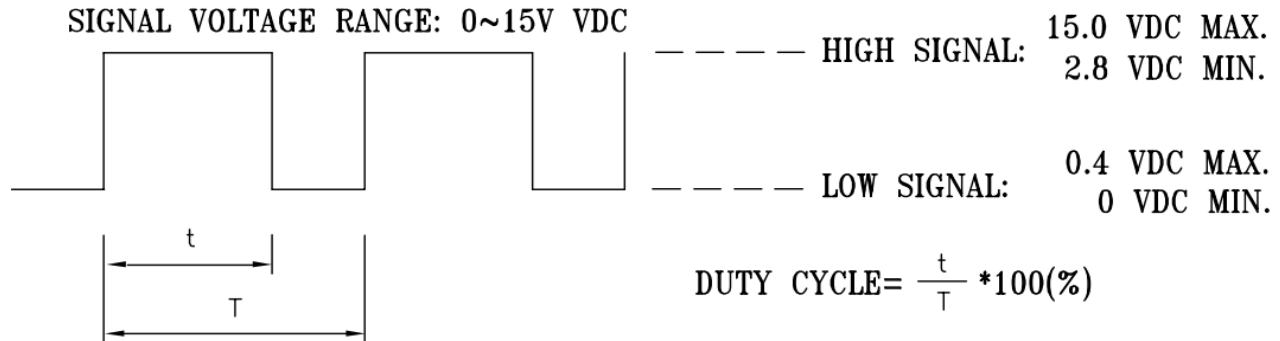 SIGNAL VOLTAGE RANGE: 0~15V VDC
HIGH SIGNAL: 15.0 VDC MAX.
2.8 VDC MIN.
LOW SIGNAL: 0.4 VDC MAX.
0 VDC MIN.
t
T
DUTY CYCLE= t/T *100(%)